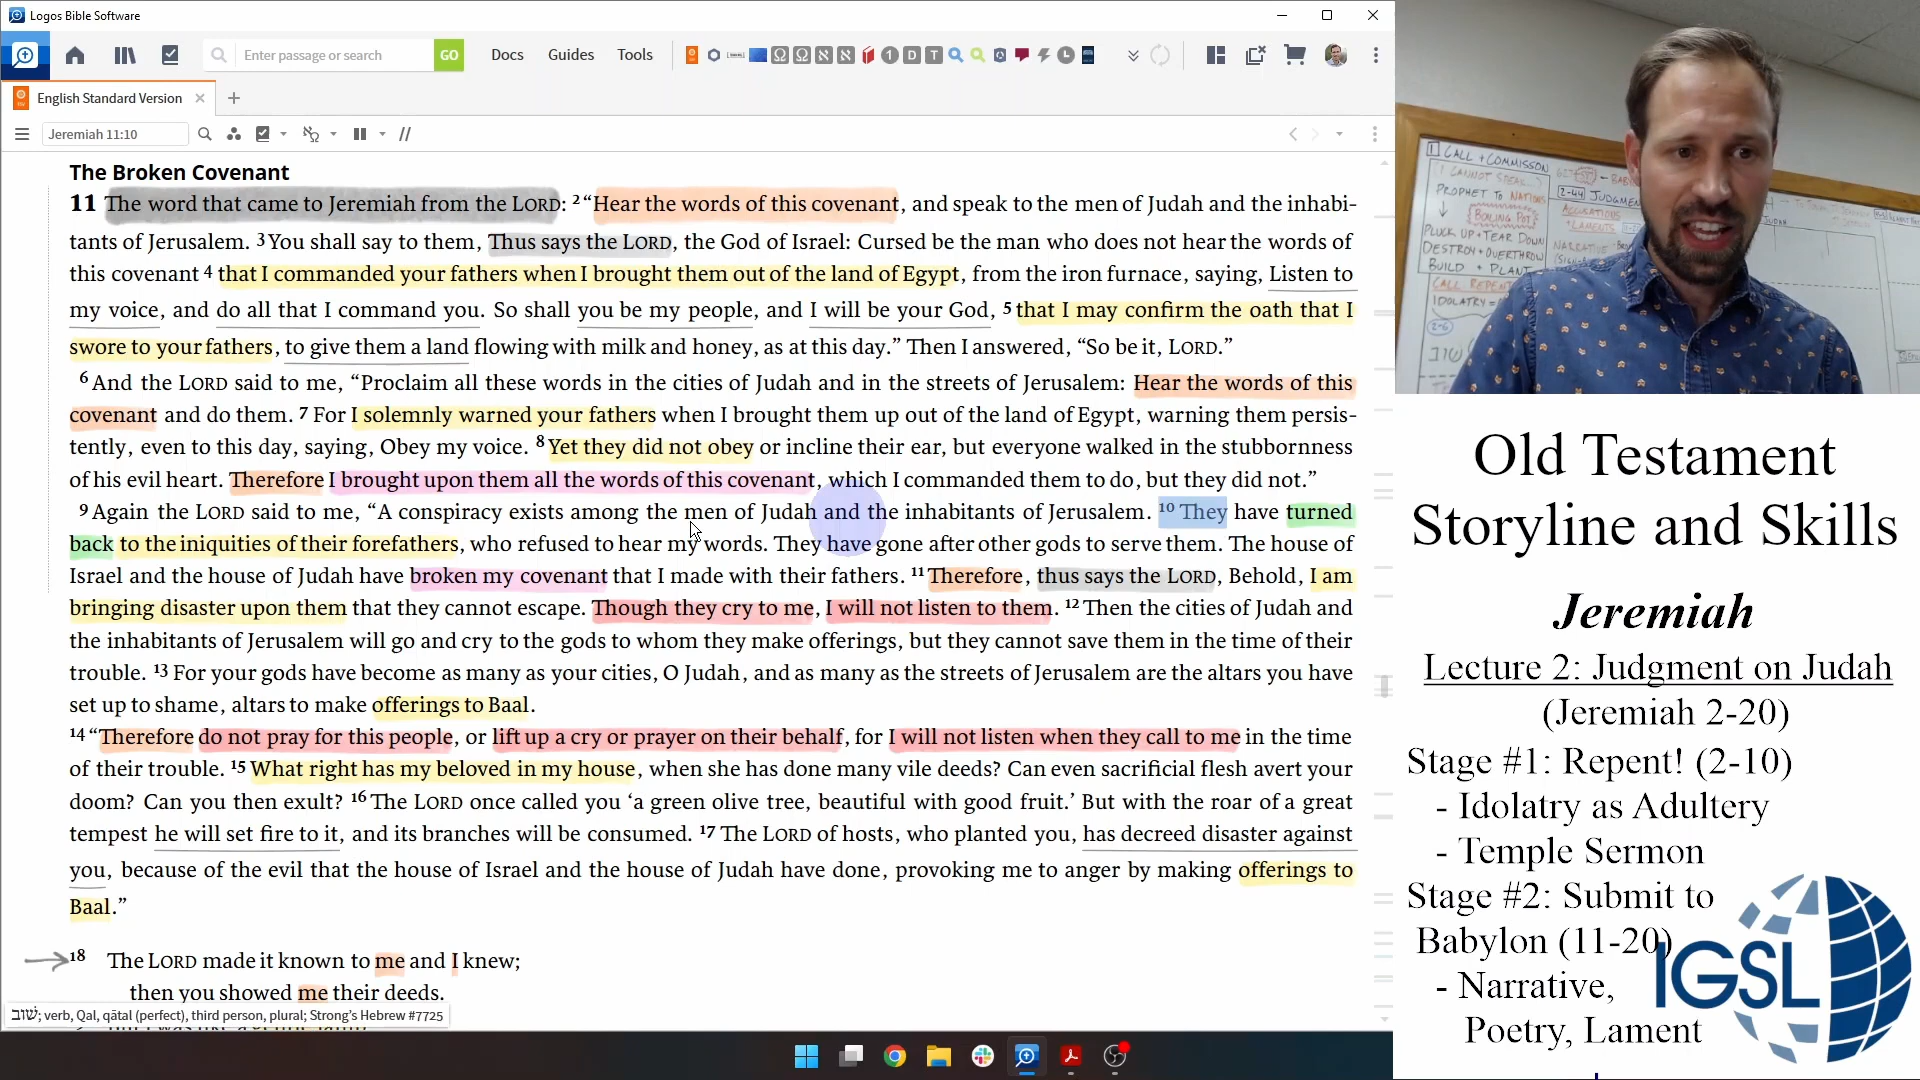 Logos Bible Software
Enter passage or search
GO
Docs
Guides
Tools
English Standard Version
Jeremiah 11:10
The Broken Covenant
11 The word that came to Jeremiah from the LORD: 2 “Hear the words of this covenant, and speak to the men of Judah and the inhabi-
tants of Jerusalem. 3 You shall say to them, Thus says the LORD, the God of Israel: Cursed be the man who does not hear the words of
this covenant 4 that I commanded your fathers when I brought them out of the land of Egypt, from the iron furnace, saying, Listen to
my voice, and do all that I command you. So shall you be my people, and I will be your God, 5 that I may confirm the oath that I
swore to your fathers, to give them a land flowing with milk and honey, as at this day.” Then I answered, “So be it, LORD.”
6 And the LORD said to me, “Proclaim all these words in the cities of Judah and in the streets of Jerusalem: Hear the words of this
covenant and do them. 7 For I solemnly warned your fathers when I brought them up out of the land of Egypt, warning them persis-
tently, even to this day, saying, Obey my voice. 8 Yet they did not obey or incline their ear, but everyone walked in the stubbornness
of his evil heart. Therefore I brought upon them all the words of this covenant, which I commanded them to do, but they did not.”
9 Again the LORD said to me, “A conspiracy exists among the men of Judah and the inhabitants of Jerusalem. 10 They have turned
back to the iniquities of their forefathers, who refused to hear my words. They have gone after other gods to serve them. The house of
Israel and the house of Judah have broken my covenant that I made with their fathers. 11 Therefore, thus says the LORD, Behold, I am
bringing disaster upon them that they cannot escape. Though they cry to me, I will not listen to them. 12 Then the cities of Judah and
the inhabitants of Jerusalem will go and cry to the gods to whom they make offerings, but they cannot save them in the time of their
trouble. 13 For your gods have become as many as your cities, O Judah, and as many as the streets of Jerusalem are the altars you have
set up to shame, altars to make offerings to Baal.
14 “Therefore do not pray for this people, or lift up a cry or prayer on their behalf, for I will not listen when they call to me in the time
of their trouble. 15 What right has my beloved in my house, when she has done many vile deeds? Can even sacrificial flesh avert your
doom? Can you then exult? 16 The LORD once called you ‘a green olive tree, beautiful with good fruit.’ But with the roar of a great
tempest he will set fire to it, and its branches will be consumed. 17 The LORD of hosts, who planted you, has decreed disaster against
you, because of the evil that the house of Israel and the house of Judah have done, provoking me to anger by making offerings to
Baal.”
18 The LORD made it known to me and I knew;
then you showed me their deeds.
שׁוּב; verb, Qal, qāṭal (perfect), third person, plural; Strong’s Hebrew #7725
1 CALL + COMMISSON
I CANNOT SPEAK...
PROPHET TO NATIONS
BOILING POT
PLUCK UP + TEAR DOWN
DESTROY + OVERTHROW
BUILD + PLANT
CALL REPENT
IDOLATRY =
2-6
2-44 JUDGMEN
ACCUSATIONS
+ LAMENTS
NARRATIVE
Old Testament
Storyline and Skills
Jeremiah
Lecture 2: Judgment on Judah
(Jeremiah 2-20)
Stage #1: Repent! (2-10)
- Idolatry as Adultery
- Temple Sermon
Stage #2: Submit to
Babylon (11-20)
- Narrative,
Poetry, Lament
IGSL